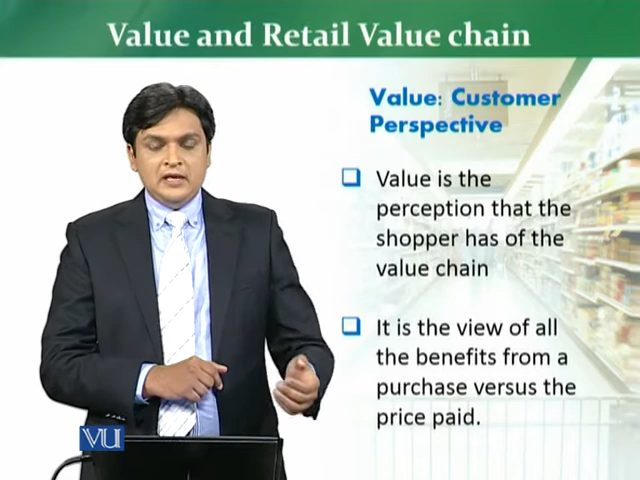 Value and Retail Value chain
Value: Customer
Perspective
Value is the
perception that the
shopper has of the
value chain
It is the view of all
the benefits from a
purchase versus the
price paid.
VU